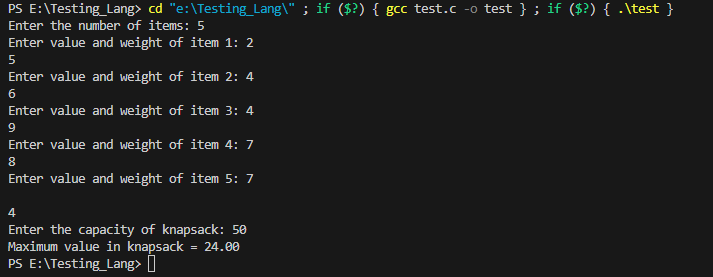 PS E:\Testing_Lang> cd "e:\Testing_Lang\" ; if ($?) { gcc test.c -o test } ; if ($?) { .\test }
Enter the number of items: 5
Enter value and weight of item 1: 2
5
Enter value and weight of item 2: 4
6
Enter value and weight of item 3: 4
9
Enter value and weight of item 4: 7
8
Enter value and weight of item 5: 7
4
Enter the capacity of knapsack: 50
Maximum value in knapsack = 24.00
PS E:\Testing_Lang>